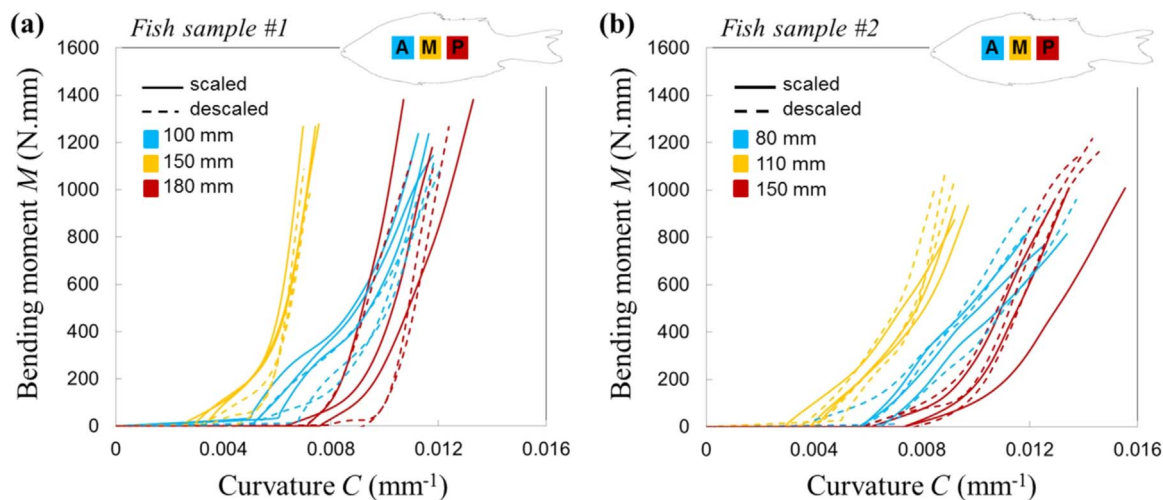 (a) Fish sample #1
A M P
1600
1400
1200
1000
800
600
400
200
0
scaled
descaled
100 mm
150 mm
180 mm
Bending moment M (N.mm)
0 0.004 0.008 0.012 0.016
Curvature C (mm⁻¹)
(b) Fish sample #2
A M P
1600
1400
1200
1000
800
600
400
200
0
scaled
descaled
80 mm
110 mm
150 mm
Bending moment M (N.mm)
0 0.004 0.008 0.012 0.016
Curvature C (mm⁻¹)